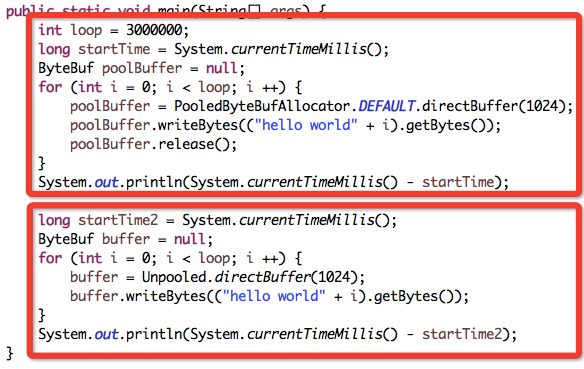 public static void main(String[] args) {
int loop = 3000000;
long startTime = System.currentTimeMillis();
ByteBuf poolBuffer = null;
for (int i = 0; i < loop; i ++) {
poolBuffer = PooledByteBufAllocator.DEFAULT.directBuffer(1024);
poolBuffer.writeBytes(("hello world" + i).getBytes());
poolBuffer.release();
}
System.out.println(System.currentTimeMillis() - startTime);
long startTime2 = System.currentTimeMillis();
ByteBuf buffer = null;
for (int i = 0; i < loop; i ++) {
buffer = Unpooled.directBuffer(1024);
buffer.writeBytes(("hello world" + i).getBytes());
}
System.out.println(System.currentTimeMillis() - startTime2);
}